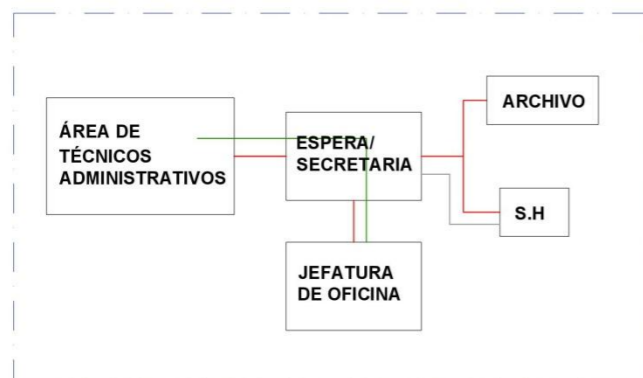 ÁREA DE
TÉCNICOS
ADMINISTRATIVOS
ESPERA/
SECRETARIA
ARCHIVO
S.H
JEFATURA
DE OFICINA